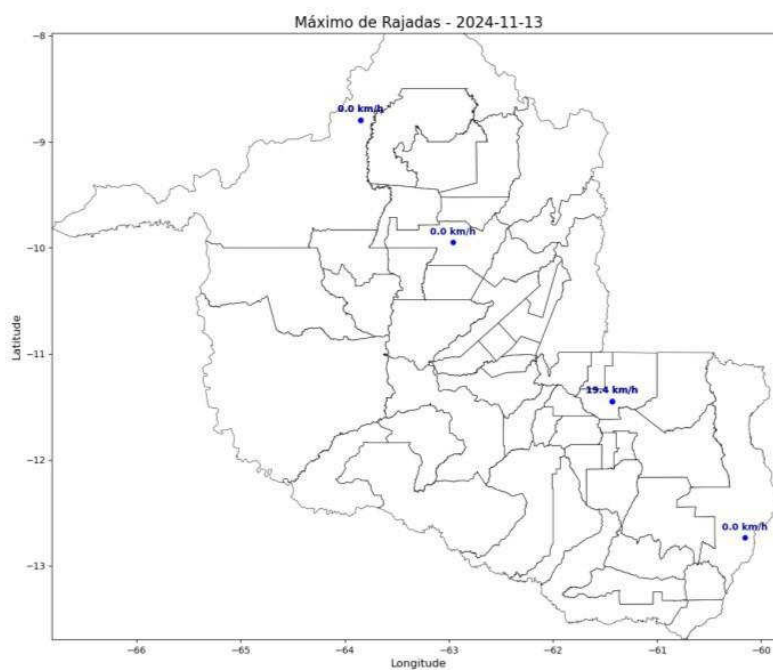 Máximo de Rajadas - 2024-11-13
−8
0.0 km/h
−9
0.0 km/h
−10
Latitude
−11
19.4 km/h
−12
0.0 km/h
−13
−66 −65 −64 −63 −62 −61 −60
Longitude